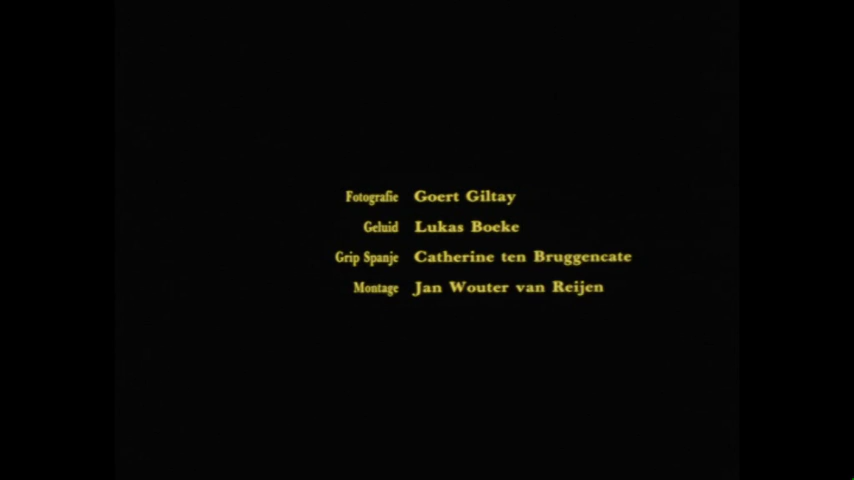 Fotografie Goert Giltay
Geluid Lukas Boeke
Grip Spanje Catherine ten Bruggencate
Montage Jan Wouter van Reijen